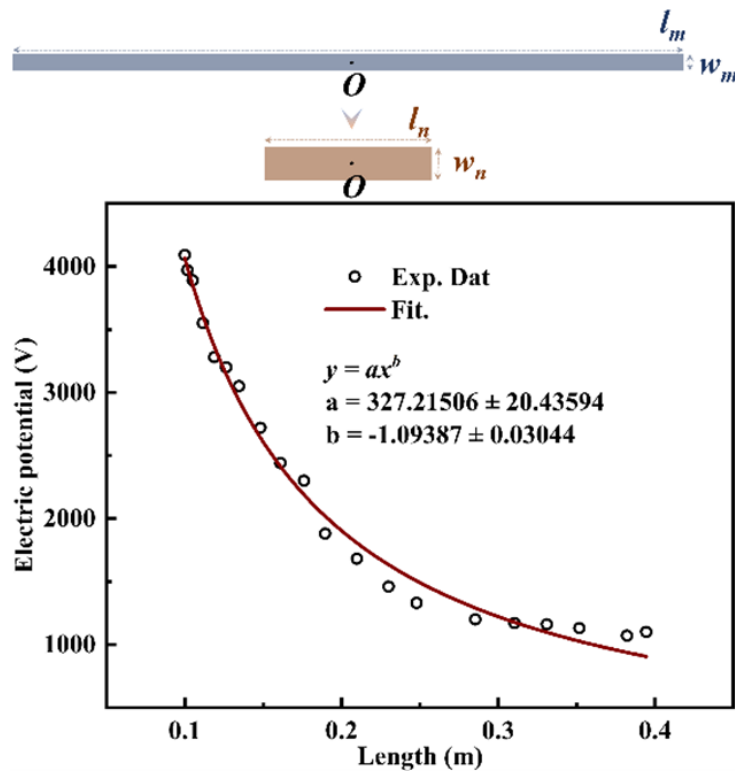 lₘ
wₘ
O
lₙ
wₙ
O
4000
3000
2000
1000
Electric potential (V)
Exp. Dat
Fit.
y = axᵇ
a = 327.21506 ± 20.43594
b = -1.09387 ± 0.03044
0.1 0.2 0.3 0.4
Length (m)